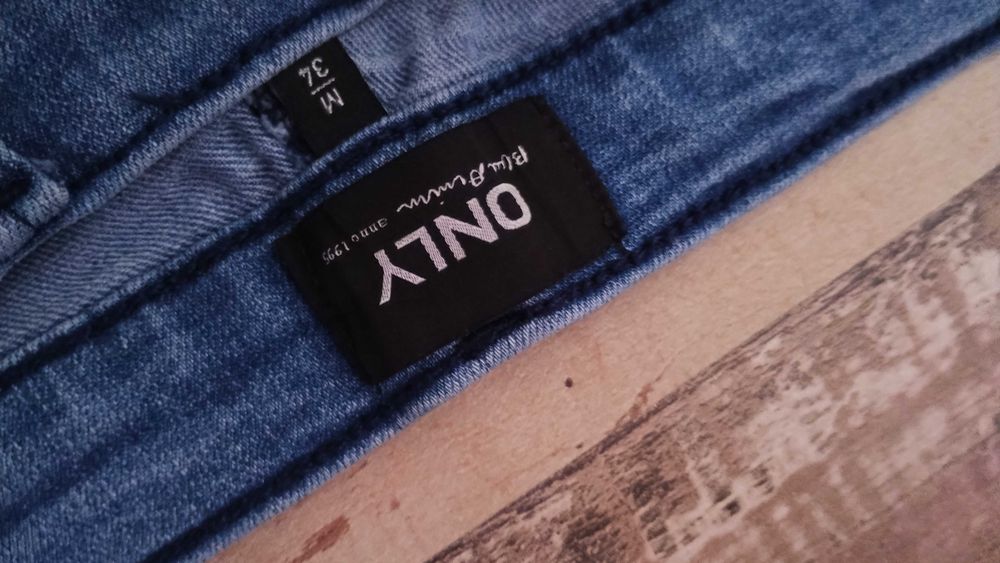 M
34
ONLY
Blue Denim
anno 1995